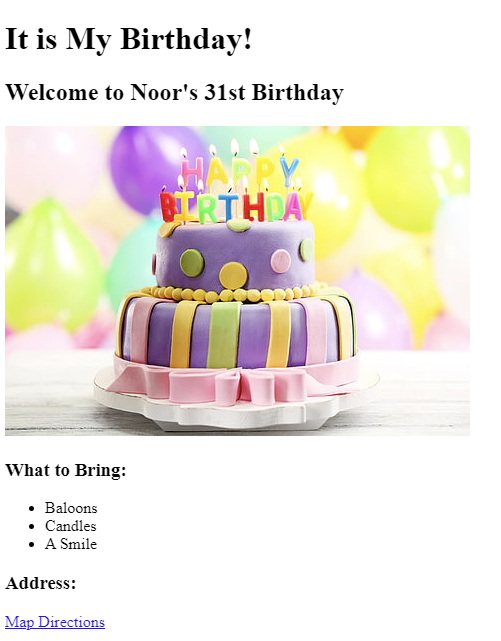 It is My Birthday!
Welcome to Noor's 31st Birthday
HAPPY
BIRTHDAY
What to Bring:
Baloons
Candles
A Smile
Address:
Map Directions